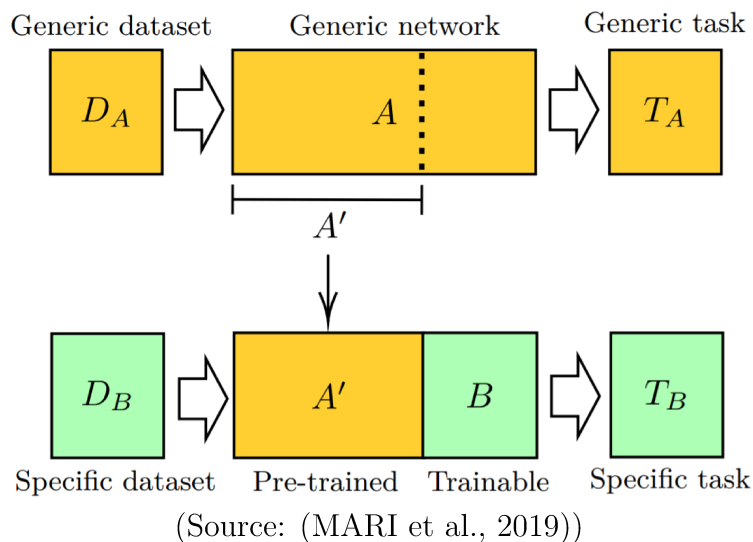 Generic dataset Generic network Generic task
D_A A T_A
A′
D_B A′ B T_B
Specific dataset Pre-trained Trainable Specific task
(Source: (MARI et al., 2019))